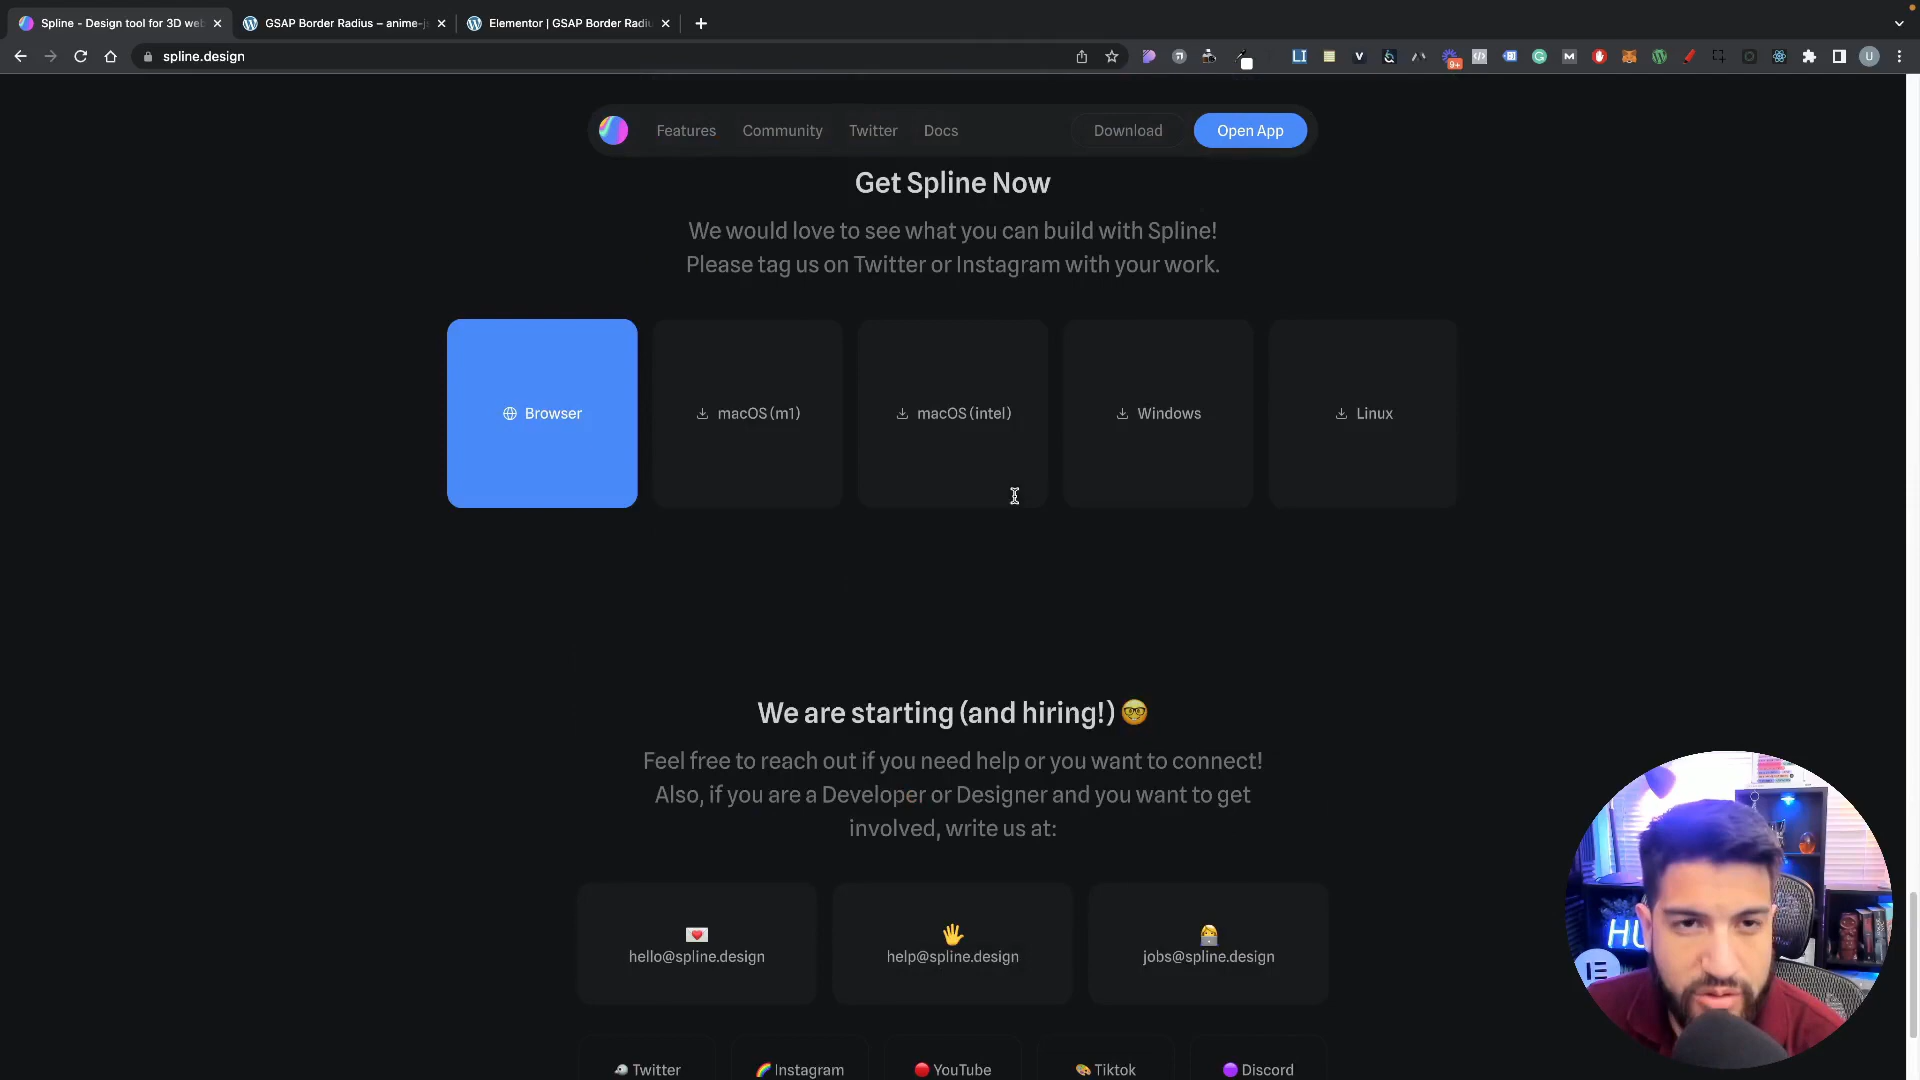 Spline - Design tool for 3D we
GSAP Border Radius – anime-j
Elementor | GSAP Border Radiu
spline.design
LI
V
9+
M
U
Features
Community
Twitter
Docs
Download
Open App
Get Spline Now
We would love to see what you can build with Spline!
Please tag us on Twitter or Instagram with your work.
Browser
macOS (m1)
macOS (intel)
Windows
Linux
We are starting (and hiring!)
Feel free to reach out if you need help or you want to connect!
Also, if you are a Developer or Designer and you want to get
involved, write us at:
hello@spline.design
help@spline.design
jobs@spline.design
HU
Twitter
Instagram
YouTube
Tiktok
Discord